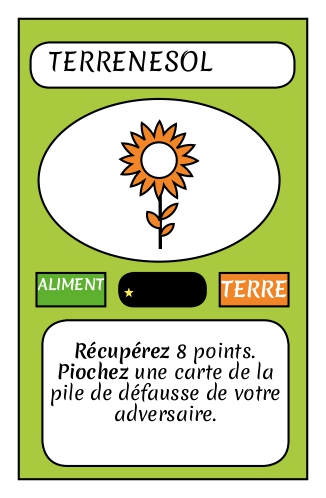 TERRENESOL
ALIMENT
TERRE
Récupérez 8 points.
Piochez une carte de la
pile de défausse de votre
adversaire.